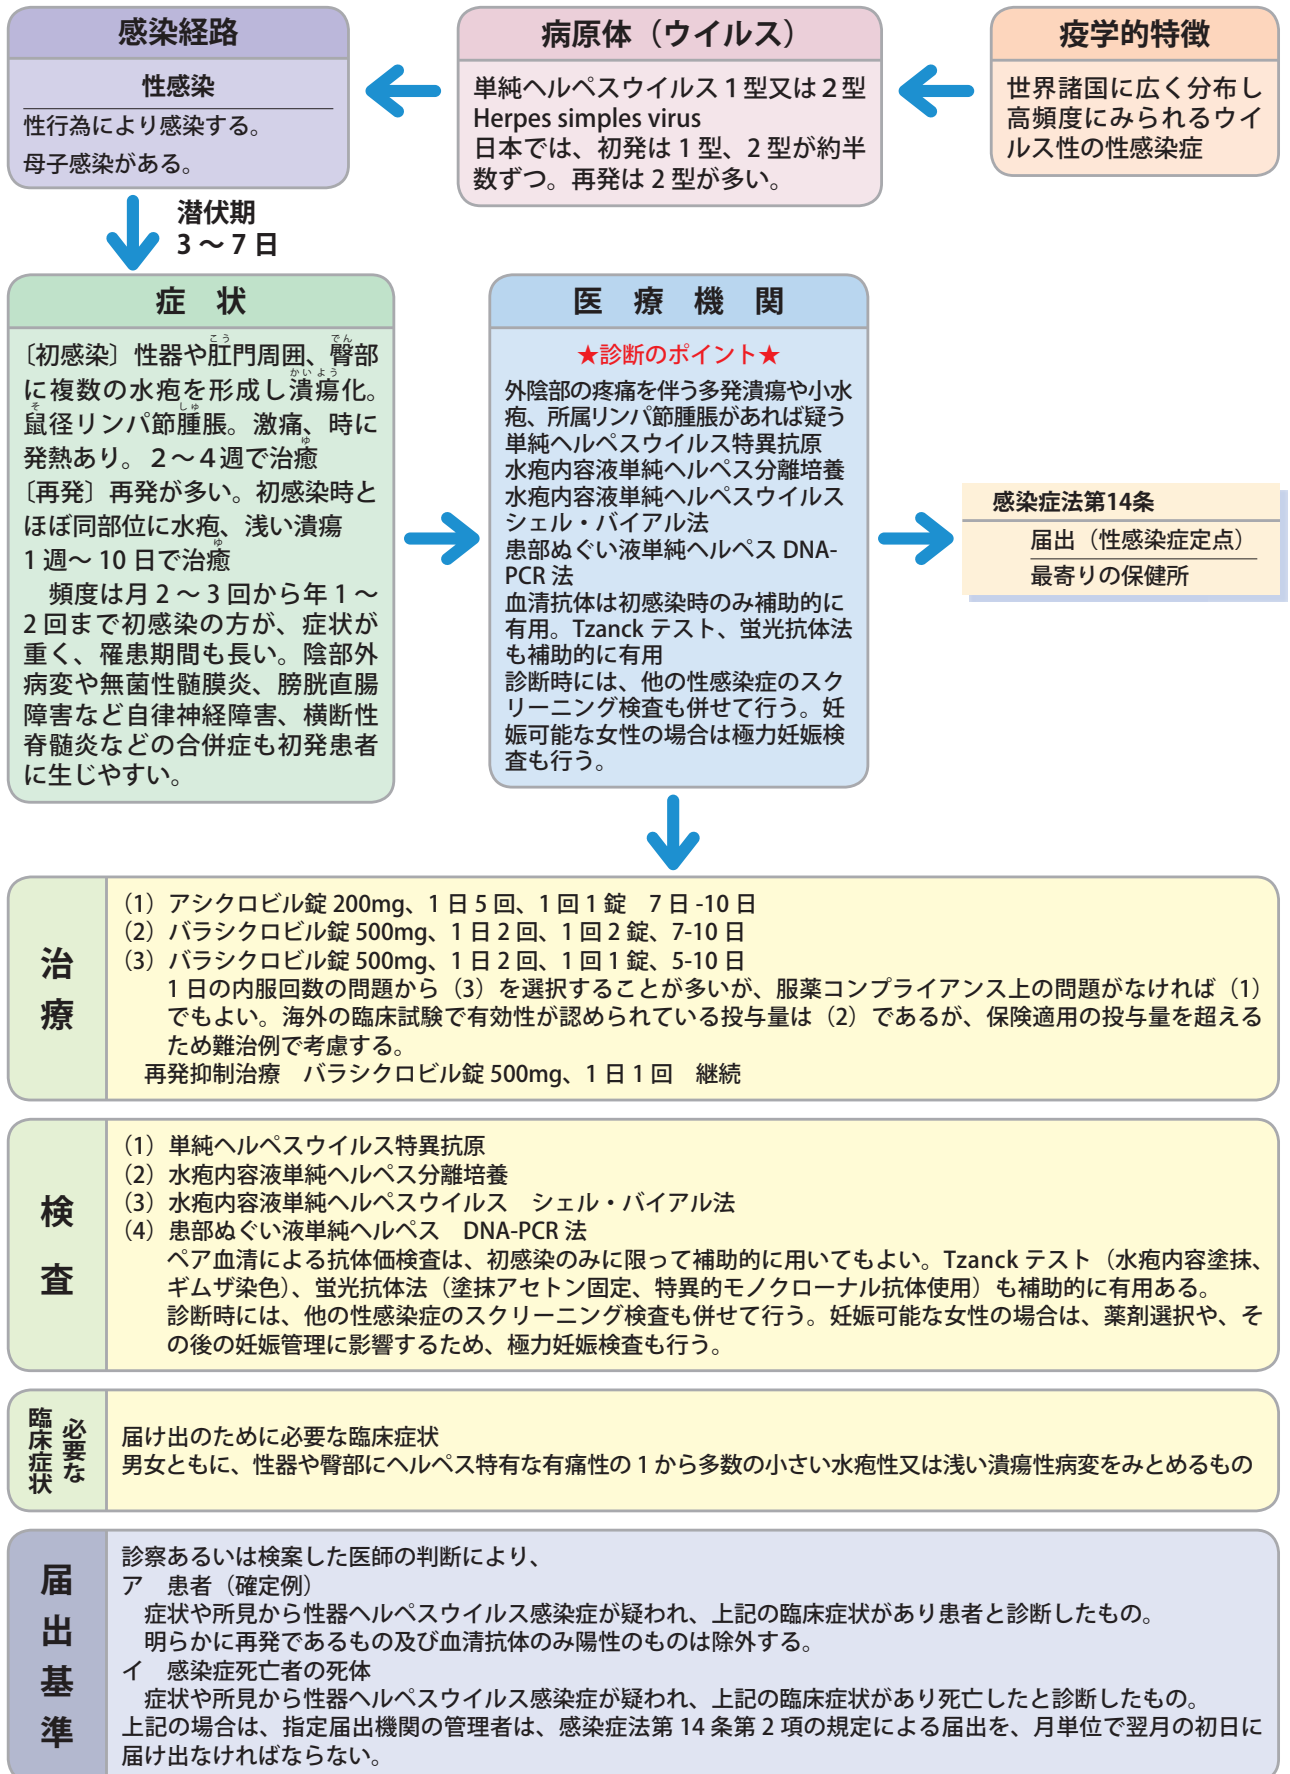 感染経路
性感染
性行為により感染する。
母子感染がある。
病原体（ウイルス）
単純ヘルペスウイルス１型又は２型
Herpes simples virus
日本では、初発は１型、２型が約半
数ずつ。再発は２型が多い。
疫学的特徴
世界諸国に広く分布し
高頻度にみられるウイ
ルス性の性感染症
潜伏期
3 〜 7 日
症　状
〔初感染〕性器や肛門周囲、臀部
に複数の水疱を形成し潰瘍化。
鼠径リンパ節腫脹。激痛、時に
発熱あり。２〜４週で治癒
〔再発〕再発が多い。初感染時と
ほぼ同部位に水疱、浅い潰瘍
1 週〜 10 日で治癒
　頻度は月 2 〜 3 回から年 1 〜
2 回まで初感染の方が、症状が
重く、罹患期間も長い。陰部外
病変や無菌性髄膜炎、膀胱直腸
障害など自律神経障害、横断性
脊髄炎などの合併症も初発患者
に生じやすい。
医　療　機　関
★診断のポイント★
外陰部の疼痛を伴う多発潰瘍や小水
疱、所属リンパ節腫脹があれば疑う
単純ヘルペスウイルス特異抗原
水疱内容液単純ヘルペス分離培養
水疱内容液単純ヘルペスウイルス
シェル・バイアル法
患部ぬぐい液単純ヘルペス DNA-
PCR 法
血清抗体は初感染時のみ補助的に
有用。Tzanck テスト、蛍光抗体法
も補助的に有用
診断時には、他の性感染症のスク
リーニング検査も併せて行う。妊
娠可能な女性の場合は極力妊娠検
査も行う。
感染症法第14条
届出（性感染症定点）
最寄りの保健所
治療
（1）アシクロビル錠 200mg、1 日 5 回、1 回 1 錠　7 日 -10 日
（2）バラシクロビル錠 500mg、1 日 2 回、1 回 2 錠、7-10 日
（3）バラシクロビル錠 500mg、1 日 2 回、1 回 1 錠、5-10 日
1 日の内服回数の問題から（3）を選択することが多いが、服薬コンプライアンス上の問題がなければ（1）
でもよい。海外の臨床試験で有効性が認められている投与量は（2）であるが、保険適用の投与量を超える
ため難治例で考慮する。
再発抑制治療　バラシクロビル錠 500mg、1 日 1 回　継続
検査
（1）単純ヘルペスウイルス特異抗原
（2）水疱内容液単純ヘルペス分離培養
（3）水疱内容液単純ヘルペスウイルス　シェル・バイアル法
（4）患部ぬぐい液単純ヘルペス　DNA-PCR 法
ペア血清による抗体価検査は、初感染のみに限って補助的に用いてもよい。Tzanck テスト（水疱内容塗抹、
ギムザ染色）、蛍光抗体法（塗抹アセトン固定、特異的モノクローナル抗体使用）も補助的に有用ある。
診断時には、他の性感染症のスクリーニング検査も併せて行う。妊娠可能な女性の場合は、薬剤選択や、そ
の後の妊娠管理に影響するため、極力妊娠検査も行う。
必要な
臨床症状
届け出のために必要な臨床症状
男女ともに、性器や臀部にヘルペス特有な有痛性の 1 から多数の小さい水疱性又は浅い潰瘍性病変をみとめるもの
届出基準
診察あるいは検案した医師の判断により、
ア　患者（確定例）
症状や所見から性器ヘルペスウイルス感染症が疑われ、上記の臨床症状があり患者と診断したもの。
明らかに再発であるもの及び血清抗体のみ陽性のものは除外する。
イ　感染症死亡者の死体
症状や所見から性器ヘルペスウイルス感染症が疑われ、上記の臨床症状があり死亡したと診断したもの。
上記の場合は、指定届出機関の管理者は、感染症法第 14 条第 2 項の規定による届出を、月単位で翌月の初日に
届け出なければならない。